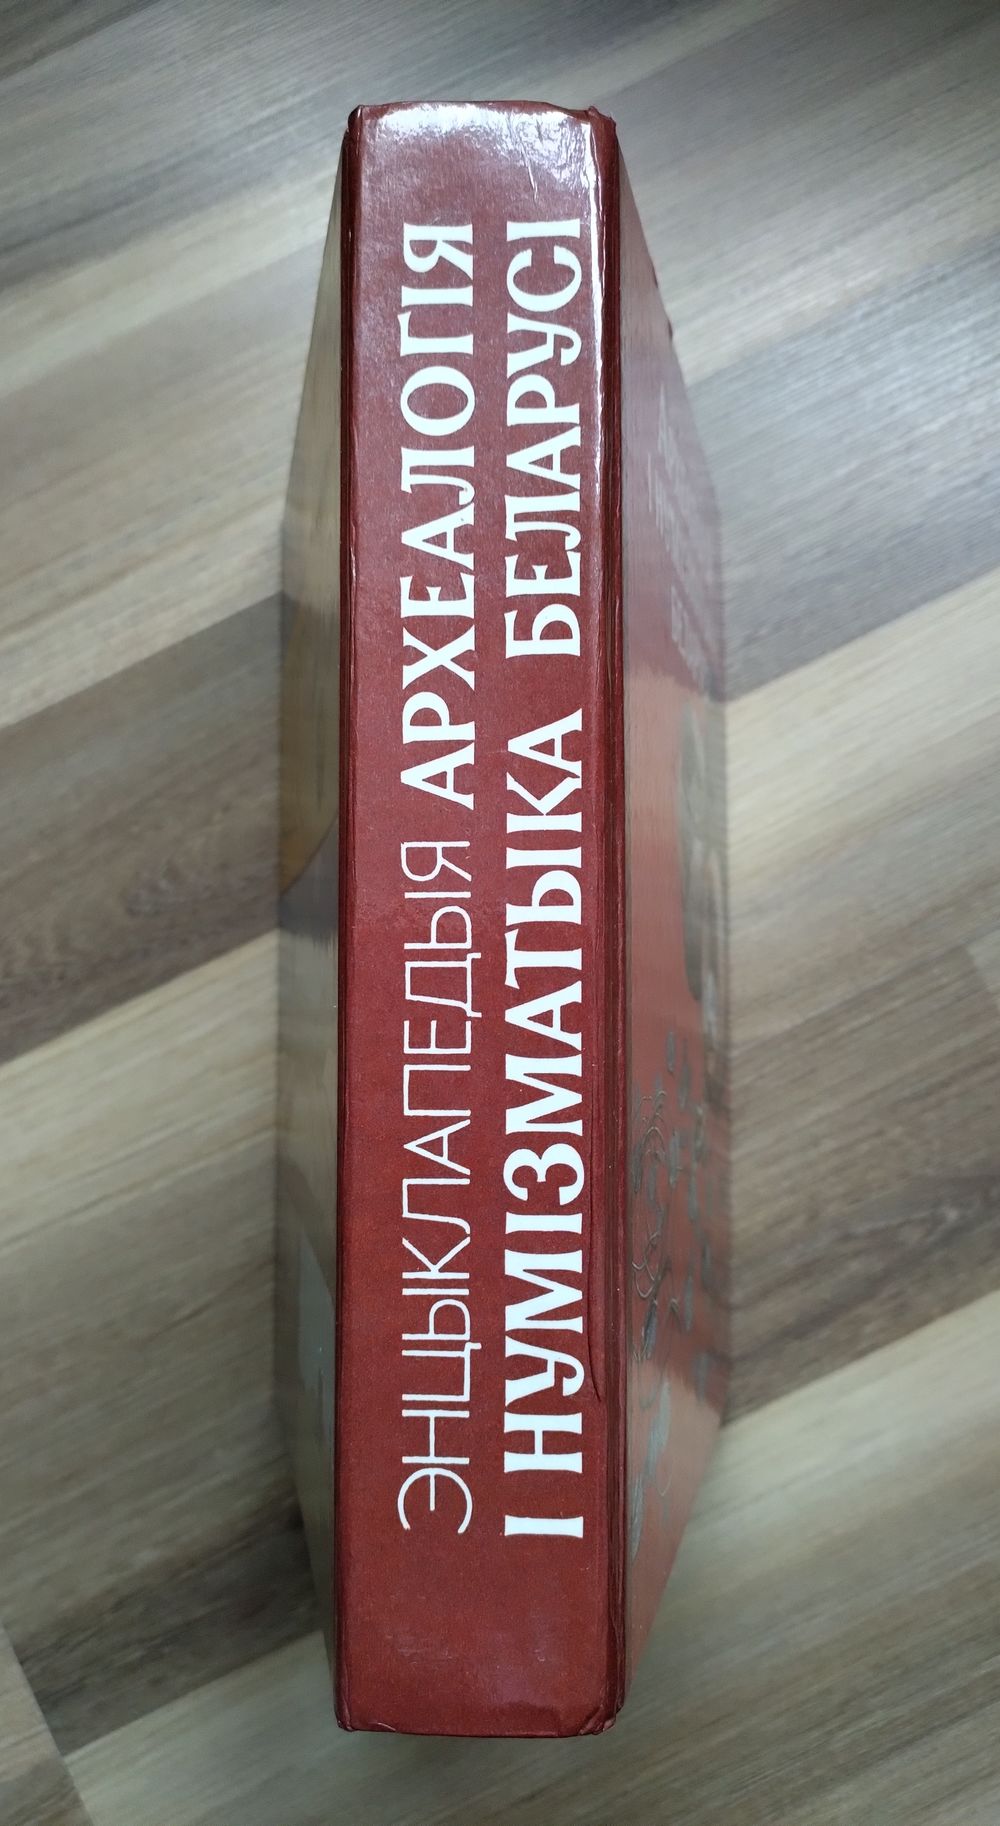 ЭНЦЫКЛАПЕДЫЯ АРХЕАЛОГІЯ
І НУМІЗМАТЫКА БЕЛАРУСІ